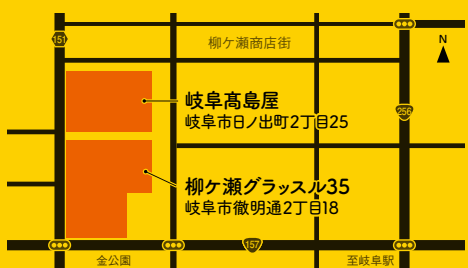 柳ケ瀬商店街
N
151
岐阜髙島屋
岐阜市日ノ出町2丁目25
256
柳ケ瀬グラッスル35
岐阜市徹明通2丁目18
157
金公園
至岐阜駅